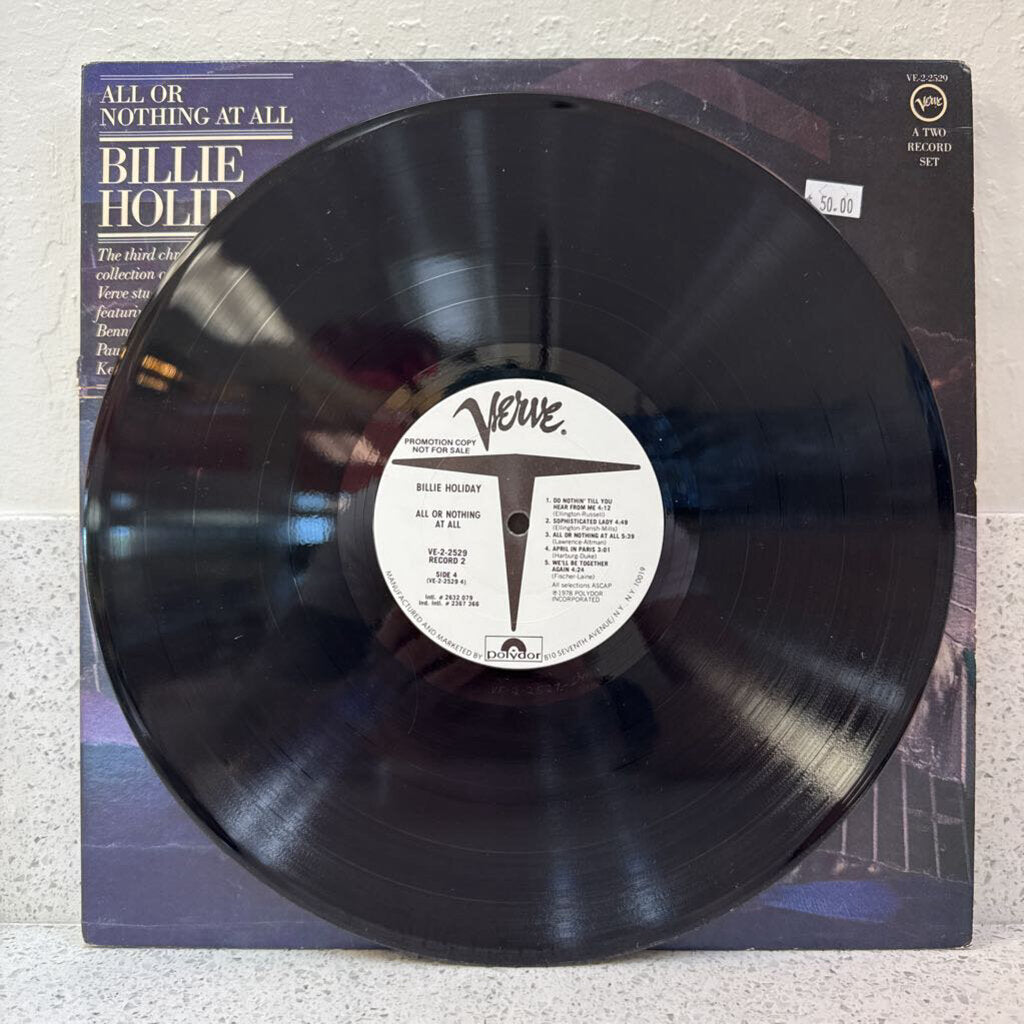 ALL OR
NOTHING AT ALL
BILLIE
HOLID
The third chr
collection o
Verve stu
featuri
Benn
Pau
Ke
VE-2-2529
Verve
A TWO
RECORD
SET
$ 50.00
Verve®
PROMOTION COPY
NOT FOR SALE
BILLIE HOLIDAY
ALL OR NOTHING
AT ALL
VE-2-2529
RECORD 2
SIDE 4
(VE-2-2529 4)
Intl. # 2632 079
Ind. Intl. # 2367 366
1. DO NOTHIN' TILL YOU
HEAR FROM ME 4:12
(Ellington-Russell)
2. SOPHISTICATED LADY 4:49
(Ellington-Parish-Mills)
3. ALL OR NOTHING AT ALL 5:39
(Lawrence-Altman)
4. APRIL IN PARIS 3:01
(Harburg-Duke)
5. WE'LL BE TOGETHER
AGAIN 4:24
(Fischer-Laine)
All selections ASCAP
℗ 1978 POLYDOR
INCORPORATED
MANUFACTURED AND MARKETED BY polydor 810 SEVENTH AVENUE/ N.Y., N.Y. 10019